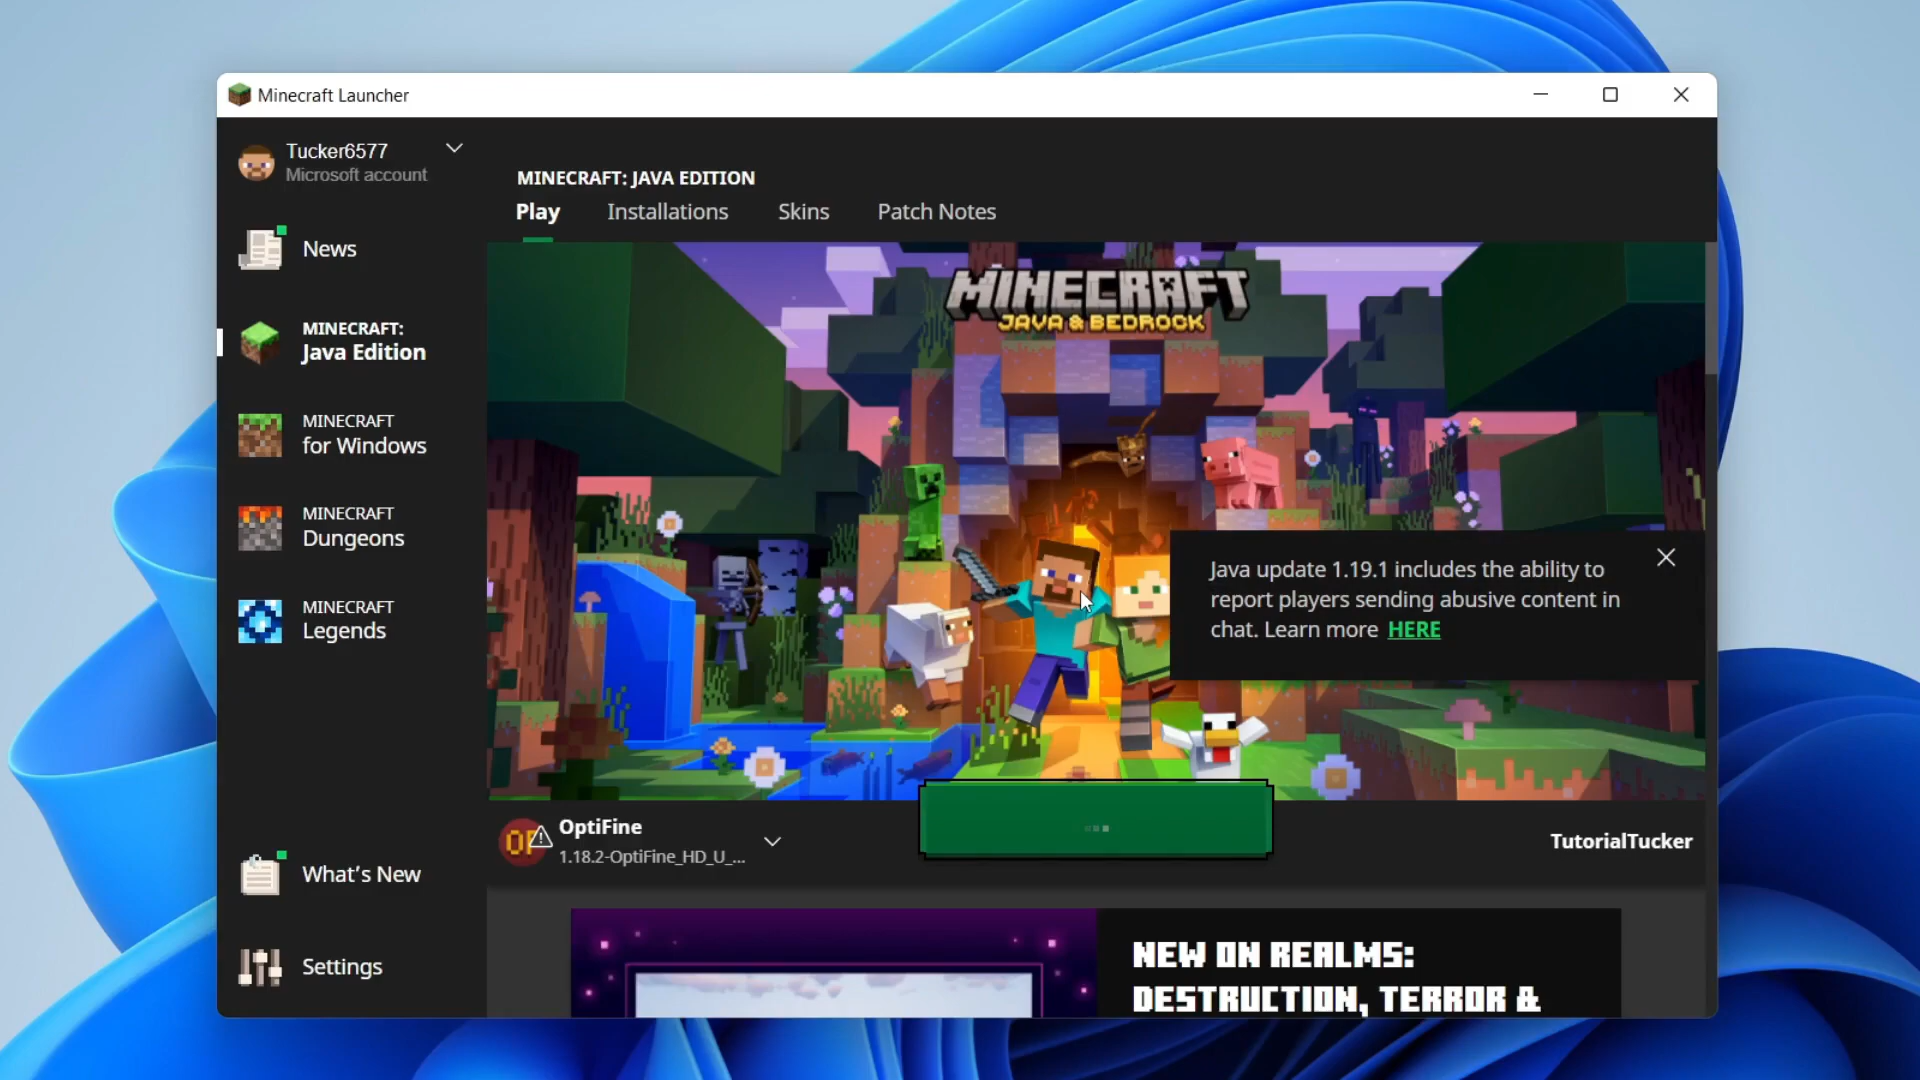 Minecraft Launcher
Tucker6577
Microsoft account
News
MINECRAFT:
Java Edition
MINECRAFT
for Windows
MINECRAFT
Dungeons
MINECRAFT
Legends
What's New
Settings
MINECRAFT: JAVA EDITION
Play Installations Skins Patch Notes
MINECRAFT
JAVA & BEDROCK
Java update 1.19.1 includes the ability to
report players sending abusive content in
chat. Learn more HERE
OptiFine
1.18.2-OptiFine_HD_U_...
TutorialTucker
NEW ON REALMS:
DESTRUCTION, TERROR &